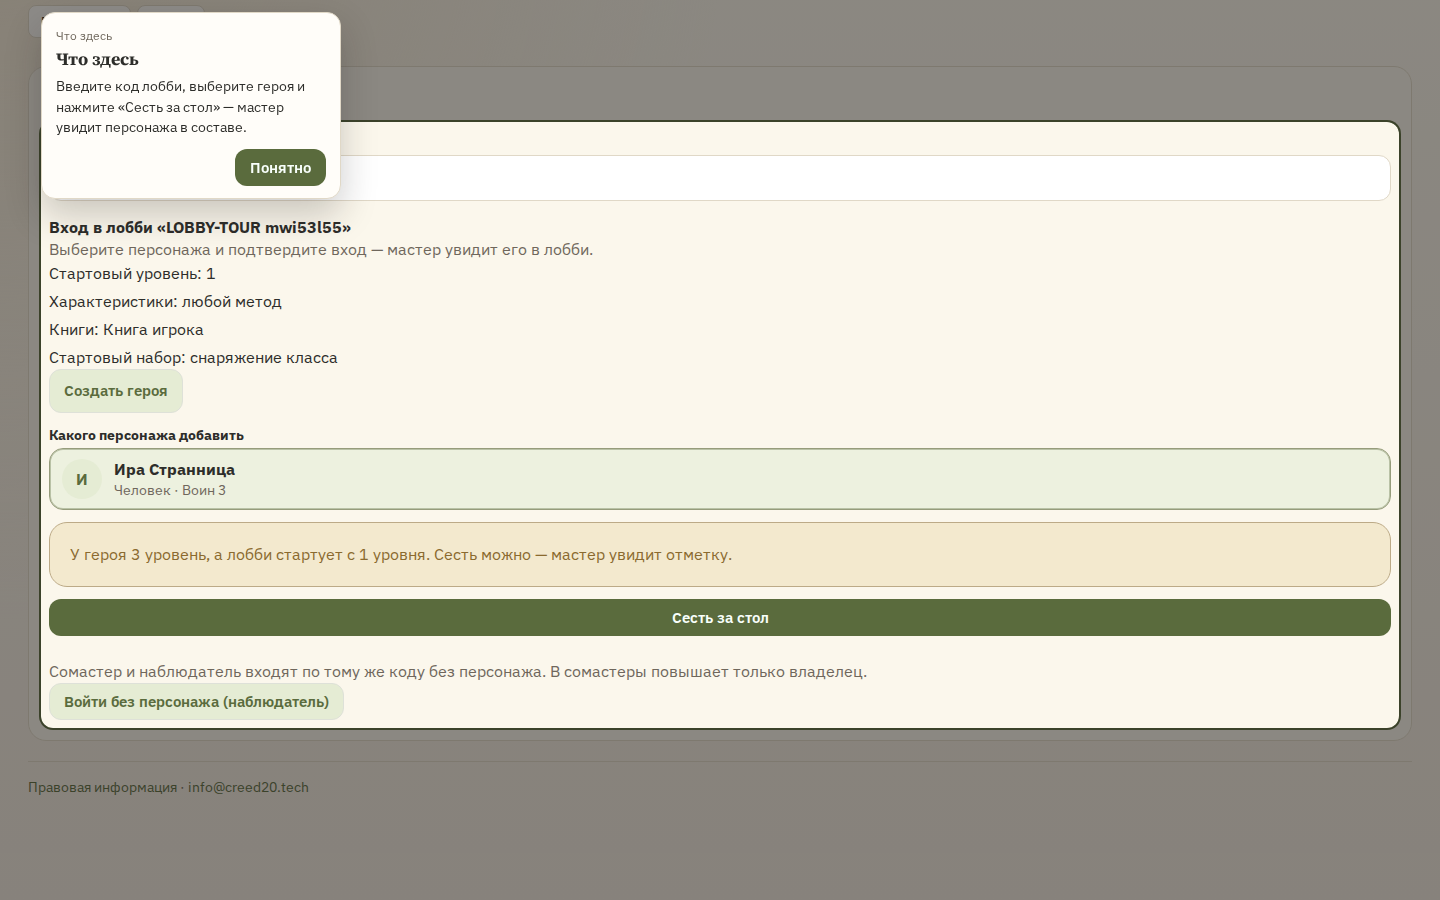 Что здесь
Что здесь
Введите код лобби, выберите героя и
нажмите «Сесть за стол» — мастер
увидит персонажа в составе.
Понятно
Вход в лобби «LOBBY-TOUR mwi53l55»
Выберите персонажа и подтвердите вход — мастер увидит его в лобби.
Стартовый уровень: 1
Характеристики: любой метод
Книги: Книга игрока
Стартовый набор: снаряжение класса
Создать героя
Какого персонажа добавить
И
Ира Странница
Человек · Воин 3
У героя 3 уровень, а лобби стартует с 1 уровня. Сесть можно — мастер увидит отметку.
Сесть за стол
Сомастер и наблюдатель входят по тому же коду без персонажа. В сомастеры повышает только владелец.
Войти без персонажа (наблюдатель)
Правовая информация · info@creed20.tech